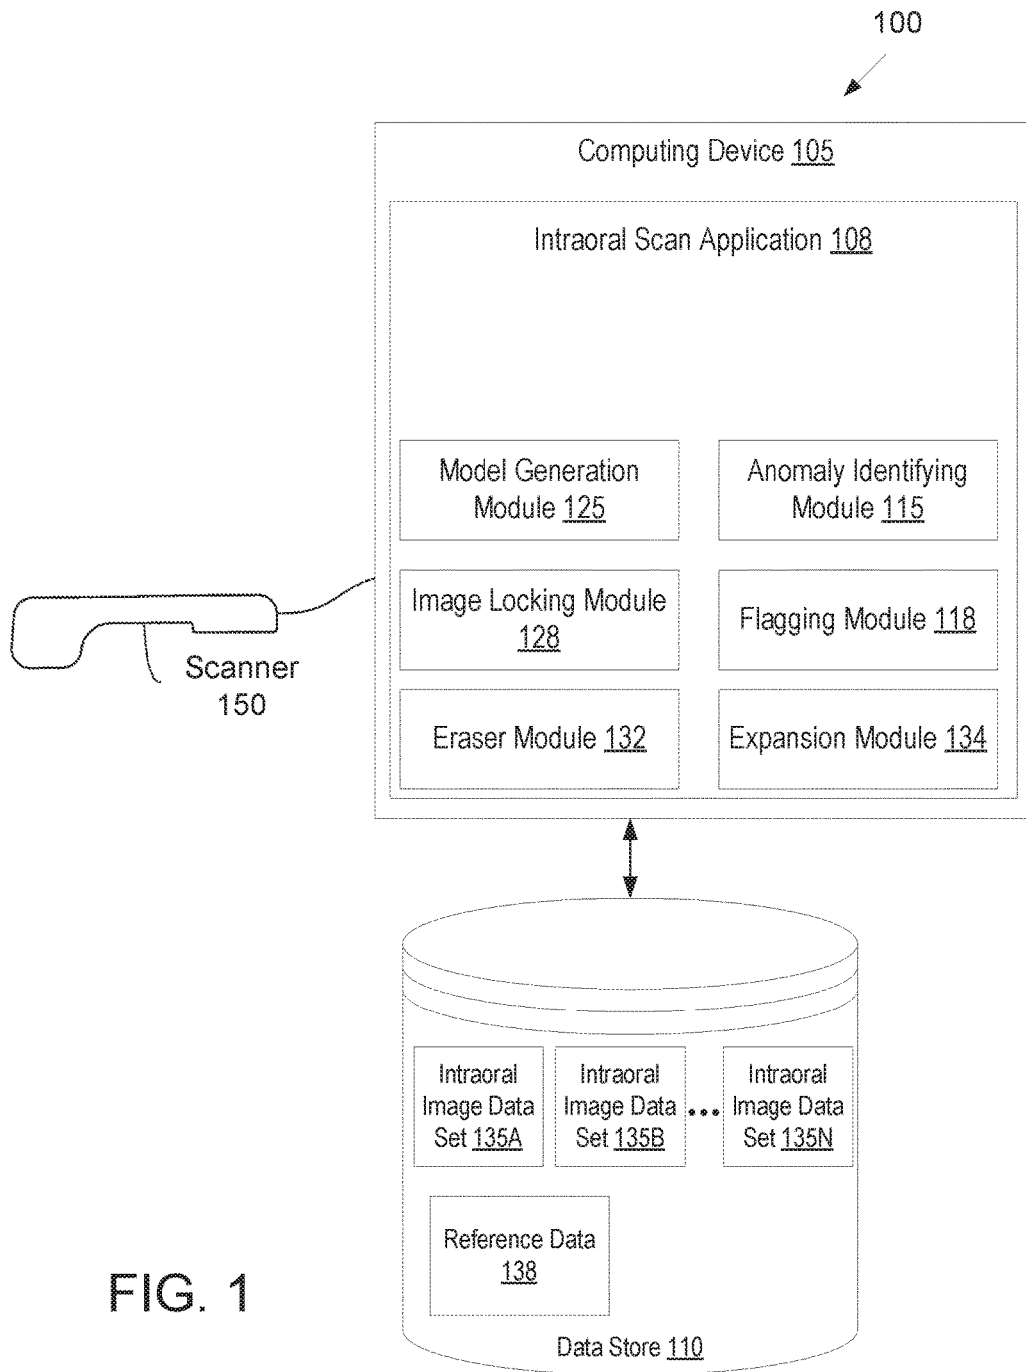 100
Computing Device 105
Intraoral Scan Application 108
Model Generation
Module 125
Anomaly Identifying
Module 115
Image Locking Module
128
Flagging Module 118
Scanner
150
Eraser Module 132
Expansion Module 134
Intraoral
Image Data
Set 135A
Intraoral
Image Data
Set 135B
•••
Intraoral
Image Data
Set 135N
Reference Data
138
FIG. 1
Data Store 110